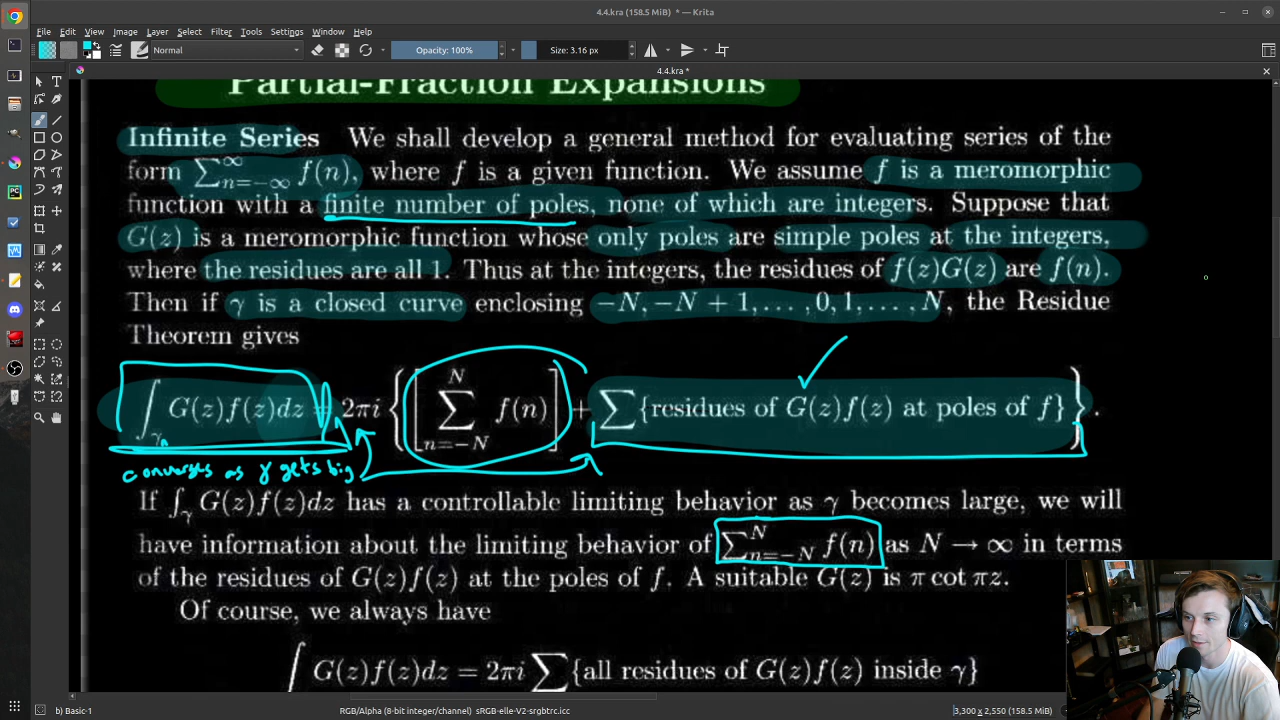 4.4.kra (158.5 MiB) * — Krita
File Edit View Image Layer Select Filter Tools Settings Window Help
Normal Opacity: 100% Size: 3.16 px
4.4.kra *
Partial-Fraction Expansions
Infinite Series We shall develop a general method for evaluating series of the
form ∑_{n=−∞}^{∞} f(n), where f is a given function. We assume f is a meromorphic
function with a finite number of poles, none of which are integers. Suppose that
G(z) is a meromorphic function whose only poles are simple poles at the integers,
where the residues are all 1. Thus at the integers, the residues of f(z)G(z) are f(n).
Then if γ is a closed curve enclosing −N, −N + 1, . . . , 0, 1, . . . , N, the Residue
Theorem gives
∫_γ G(z)f(z)dz = 2πi { [ ∑_{n=−N}^{N} f(n) ] + ∑{residues of G(z)f(z) at poles of f} } .
converges as γ gets big
If ∫_γ G(z)f(z)dz has a controllable limiting behavior as γ becomes large, we will
have information about the limiting behavior of ∑_{n=−N}^{N} f(n) as N → ∞ in terms
of the residues of G(z)f(z) at the poles of f. A suitable G(z) is π cot πz.
Of course, we always have
∫ G(z)f(z)dz = 2πi ∑{all residues of G(z)f(z) inside γ}
b) Basic-1 RGB/Alpha (8-bit integer/channel) sRGB-elle-V2-srgbtrc.icc 3,300 x 2,550 (158.5 MiB)